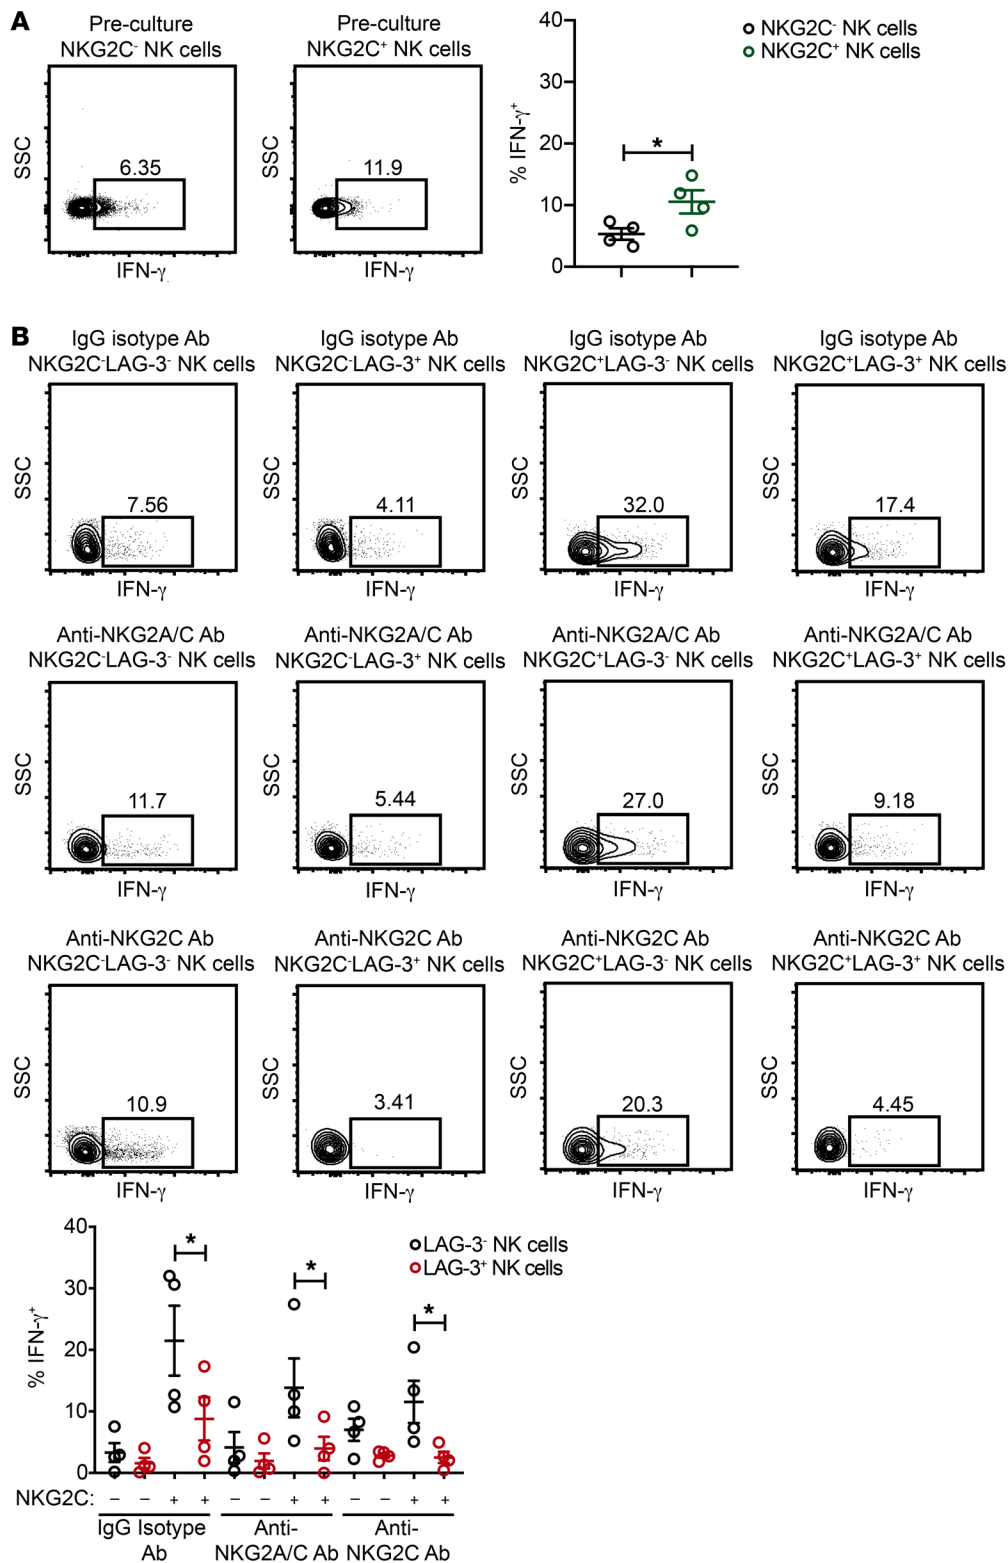 A
Pre-culture
NKG2C⁻ NK cells
SSC
6.35
IFN-γ
Pre-culture
NKG2C⁺ NK cells
SSC
11.9
IFN-γ
% IFN-γ⁺
40
30
20
10
0
*
NKG2C⁻ NK cells
NKG2C⁺ NK cells
B
IgG isotype Ab
NKG2C⁻LAG-3⁻ NK cells
SSC
7.56
IFN-γ
IgG isotype Ab
NKG2C⁻LAG-3⁺ NK cells
SSC
4.11
IFN-γ
IgG isotype Ab
NKG2C⁺LAG-3⁻ NK cells
SSC
32.0
IFN-γ
IgG isotype Ab
NKG2C⁺LAG-3⁺ NK cells
SSC
17.4
IFN-γ
Anti-NKG2A/C Ab
NKG2C⁻LAG-3⁻ NK cells
SSC
11.7
IFN-γ
Anti-NKG2A/C Ab
NKG2C⁻LAG-3⁺ NK cells
SSC
5.44
IFN-γ
Anti-NKG2A/C Ab
NKG2C⁺LAG-3⁻ NK cells
SSC
27.0
IFN-γ
Anti-NKG2A/C Ab
NKG2C⁺LAG-3⁺ NK cells
SSC
9.18
IFN-γ
Anti-NKG2C Ab
NKG2C⁻LAG-3⁻ NK cells
SSC
10.9
IFN-γ
Anti-NKG2C Ab
NKG2C⁻LAG-3⁺ NK cells
SSC
3.41
IFN-γ
Anti-NKG2C Ab
NKG2C⁺LAG-3⁻ NK cells
SSC
20.3
IFN-γ
Anti-NKG2C Ab
NKG2C⁺LAG-3⁺ NK cells
SSC
4.45
IFN-γ
% IFN-γ⁺
40
30
20
10
0
* * *
LAG-3⁻ NK cells
LAG-3⁺ NK cells
NKG2C: – – + + – – + + – – + +
IgG Isotype
Ab
Anti-
NKG2A/C Ab
Anti-
NKG2C Ab